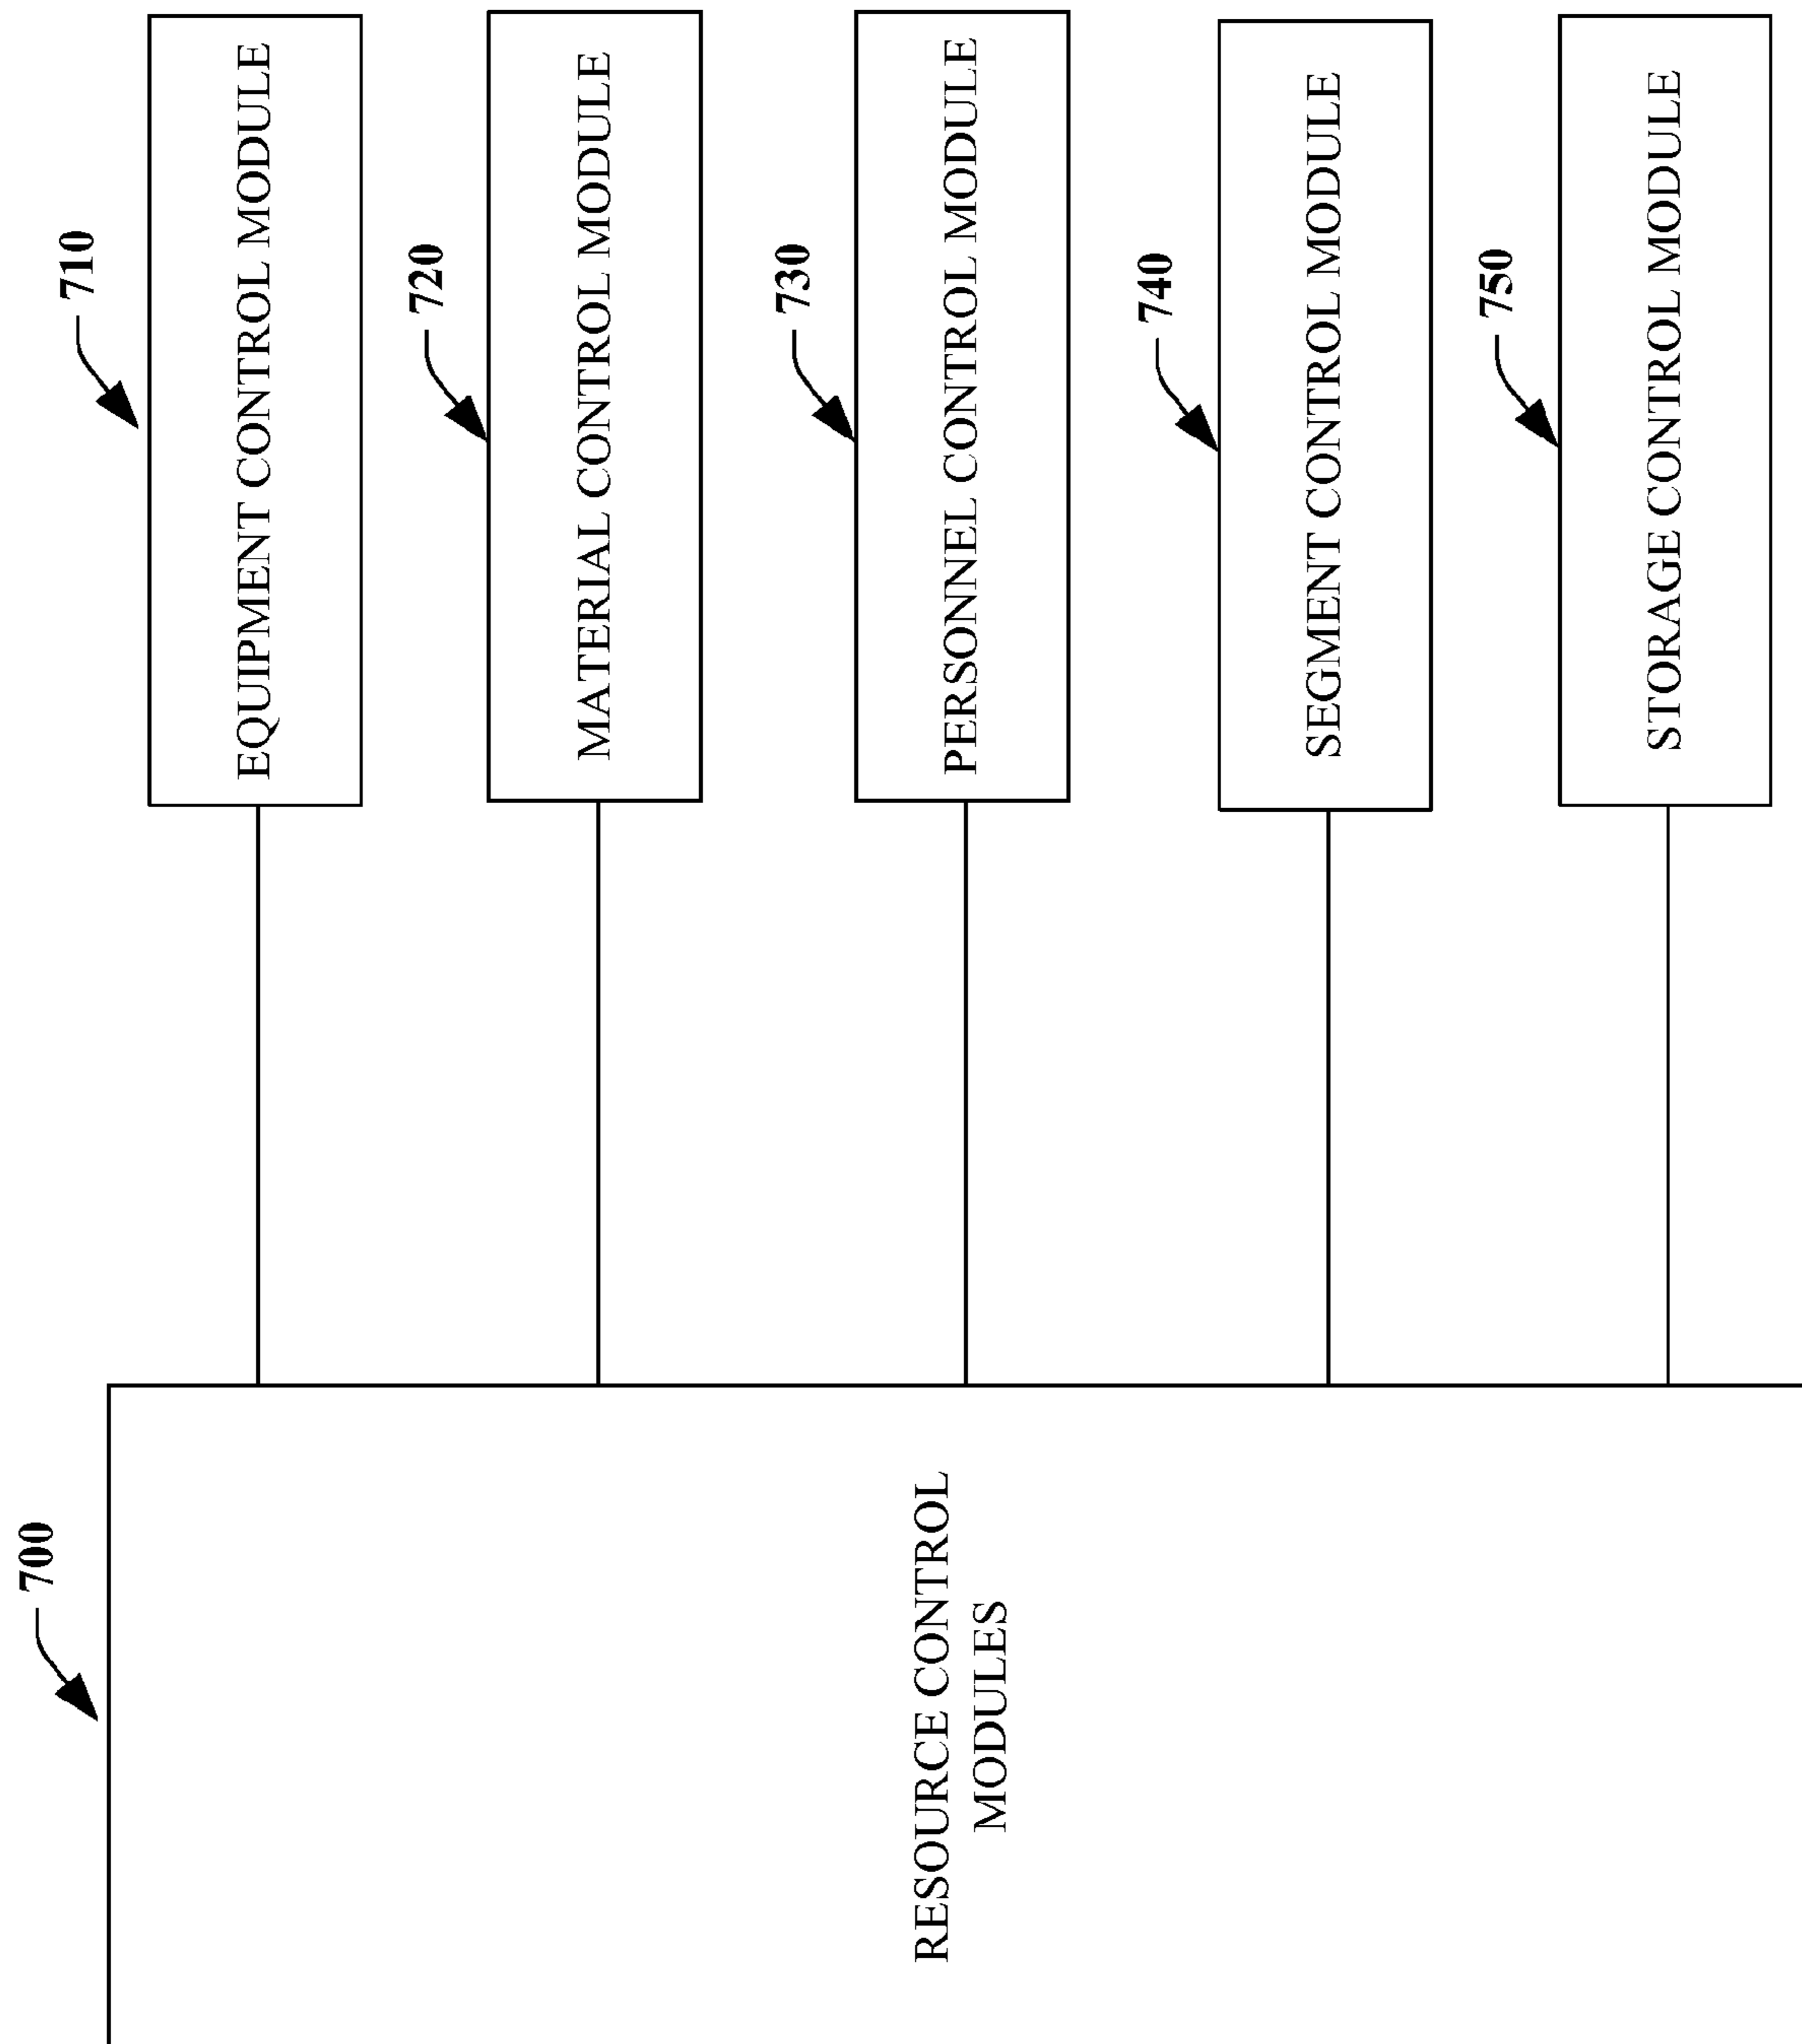 700
RESOURCE CONTROL
MODULES
710
EQUIPMENT CONTROL MODULE
720
MATERIAL CONTROL MODULE
730
PERSONNEL CONTROL MODULE
740
SEGMENT CONTROL MODULE
750
STORAGE CONTROL MODULE